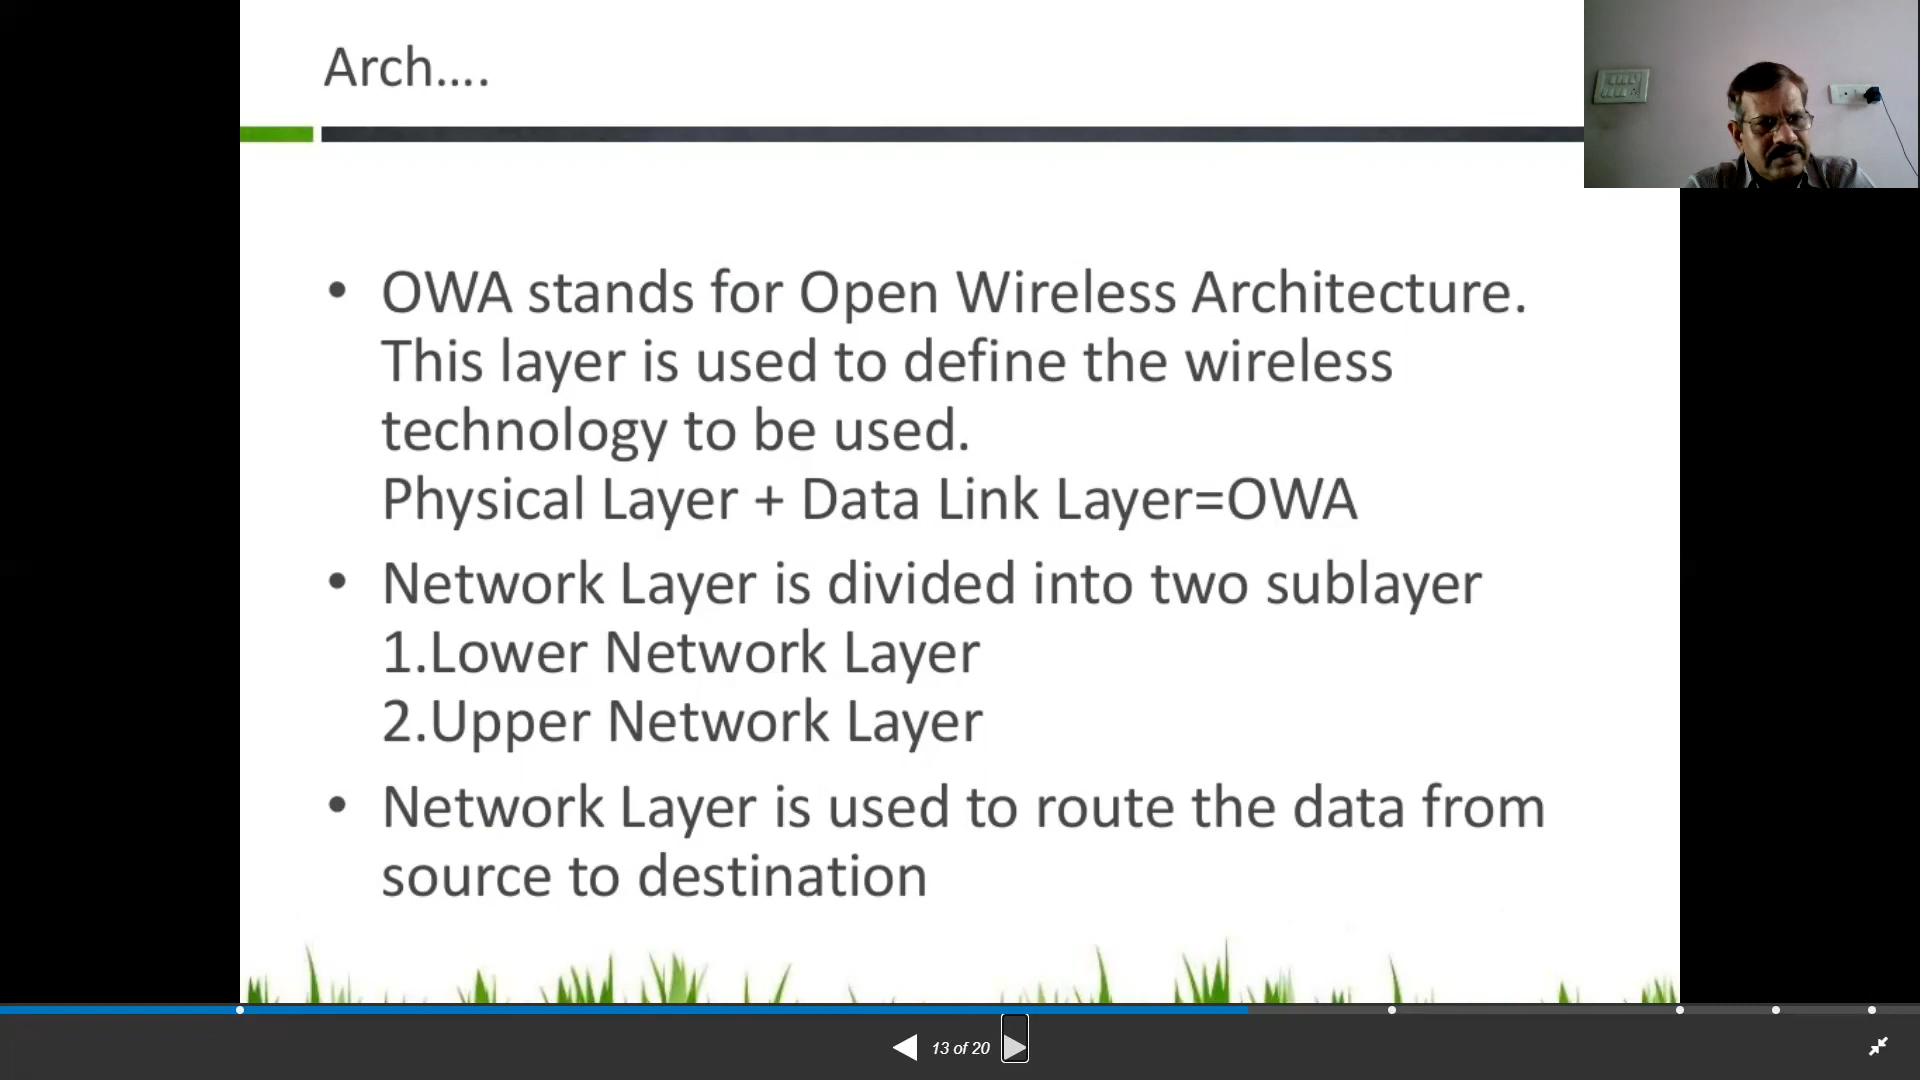 Arch....
• OWA stands for Open Wireless Architecture.
This layer is used to define the wireless
technology to be used.
Physical Layer + Data Link Layer=OWA
• Network Layer is divided into two sublayer
1.Lower Network Layer
2.Upper Network Layer
• Network Layer is used to route the data from
source to destination
13 of 20